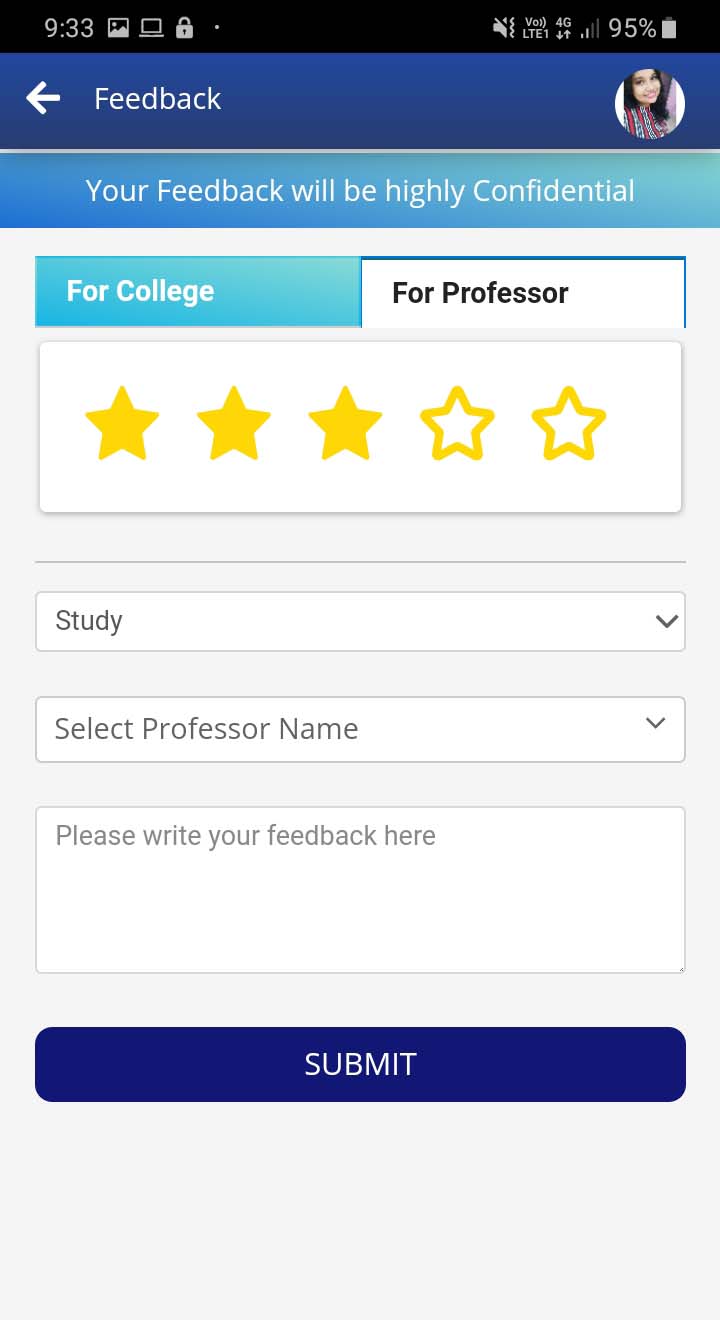 9:33
Vo) 4G 95%
LTE1
Feedback
Your Feedback will be highly Confidential
For College
For Professor
Study
Select Professor Name
Please write your feedback here
SUBMIT